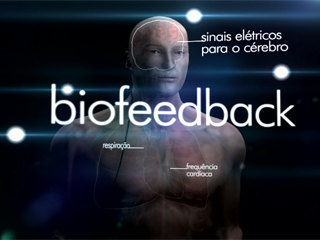 sinais elétricos
para o cérebro
biofeedback
respiração
frequência
cardíaca